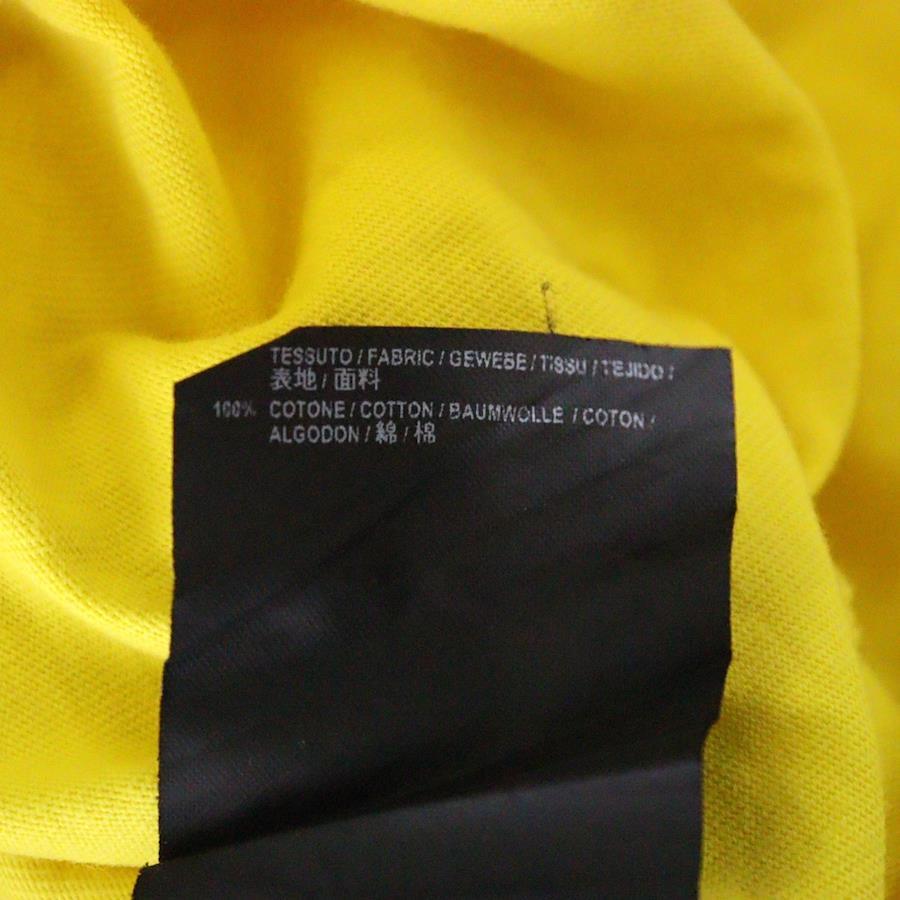 TESSUTO / FABRIC / GEWEBE / TISSU / TEJIDO /
表地 / 面料
100% COTONE / COTTON / BAUMWOLLE / COTON /
ALGODON / 綿 / 棉